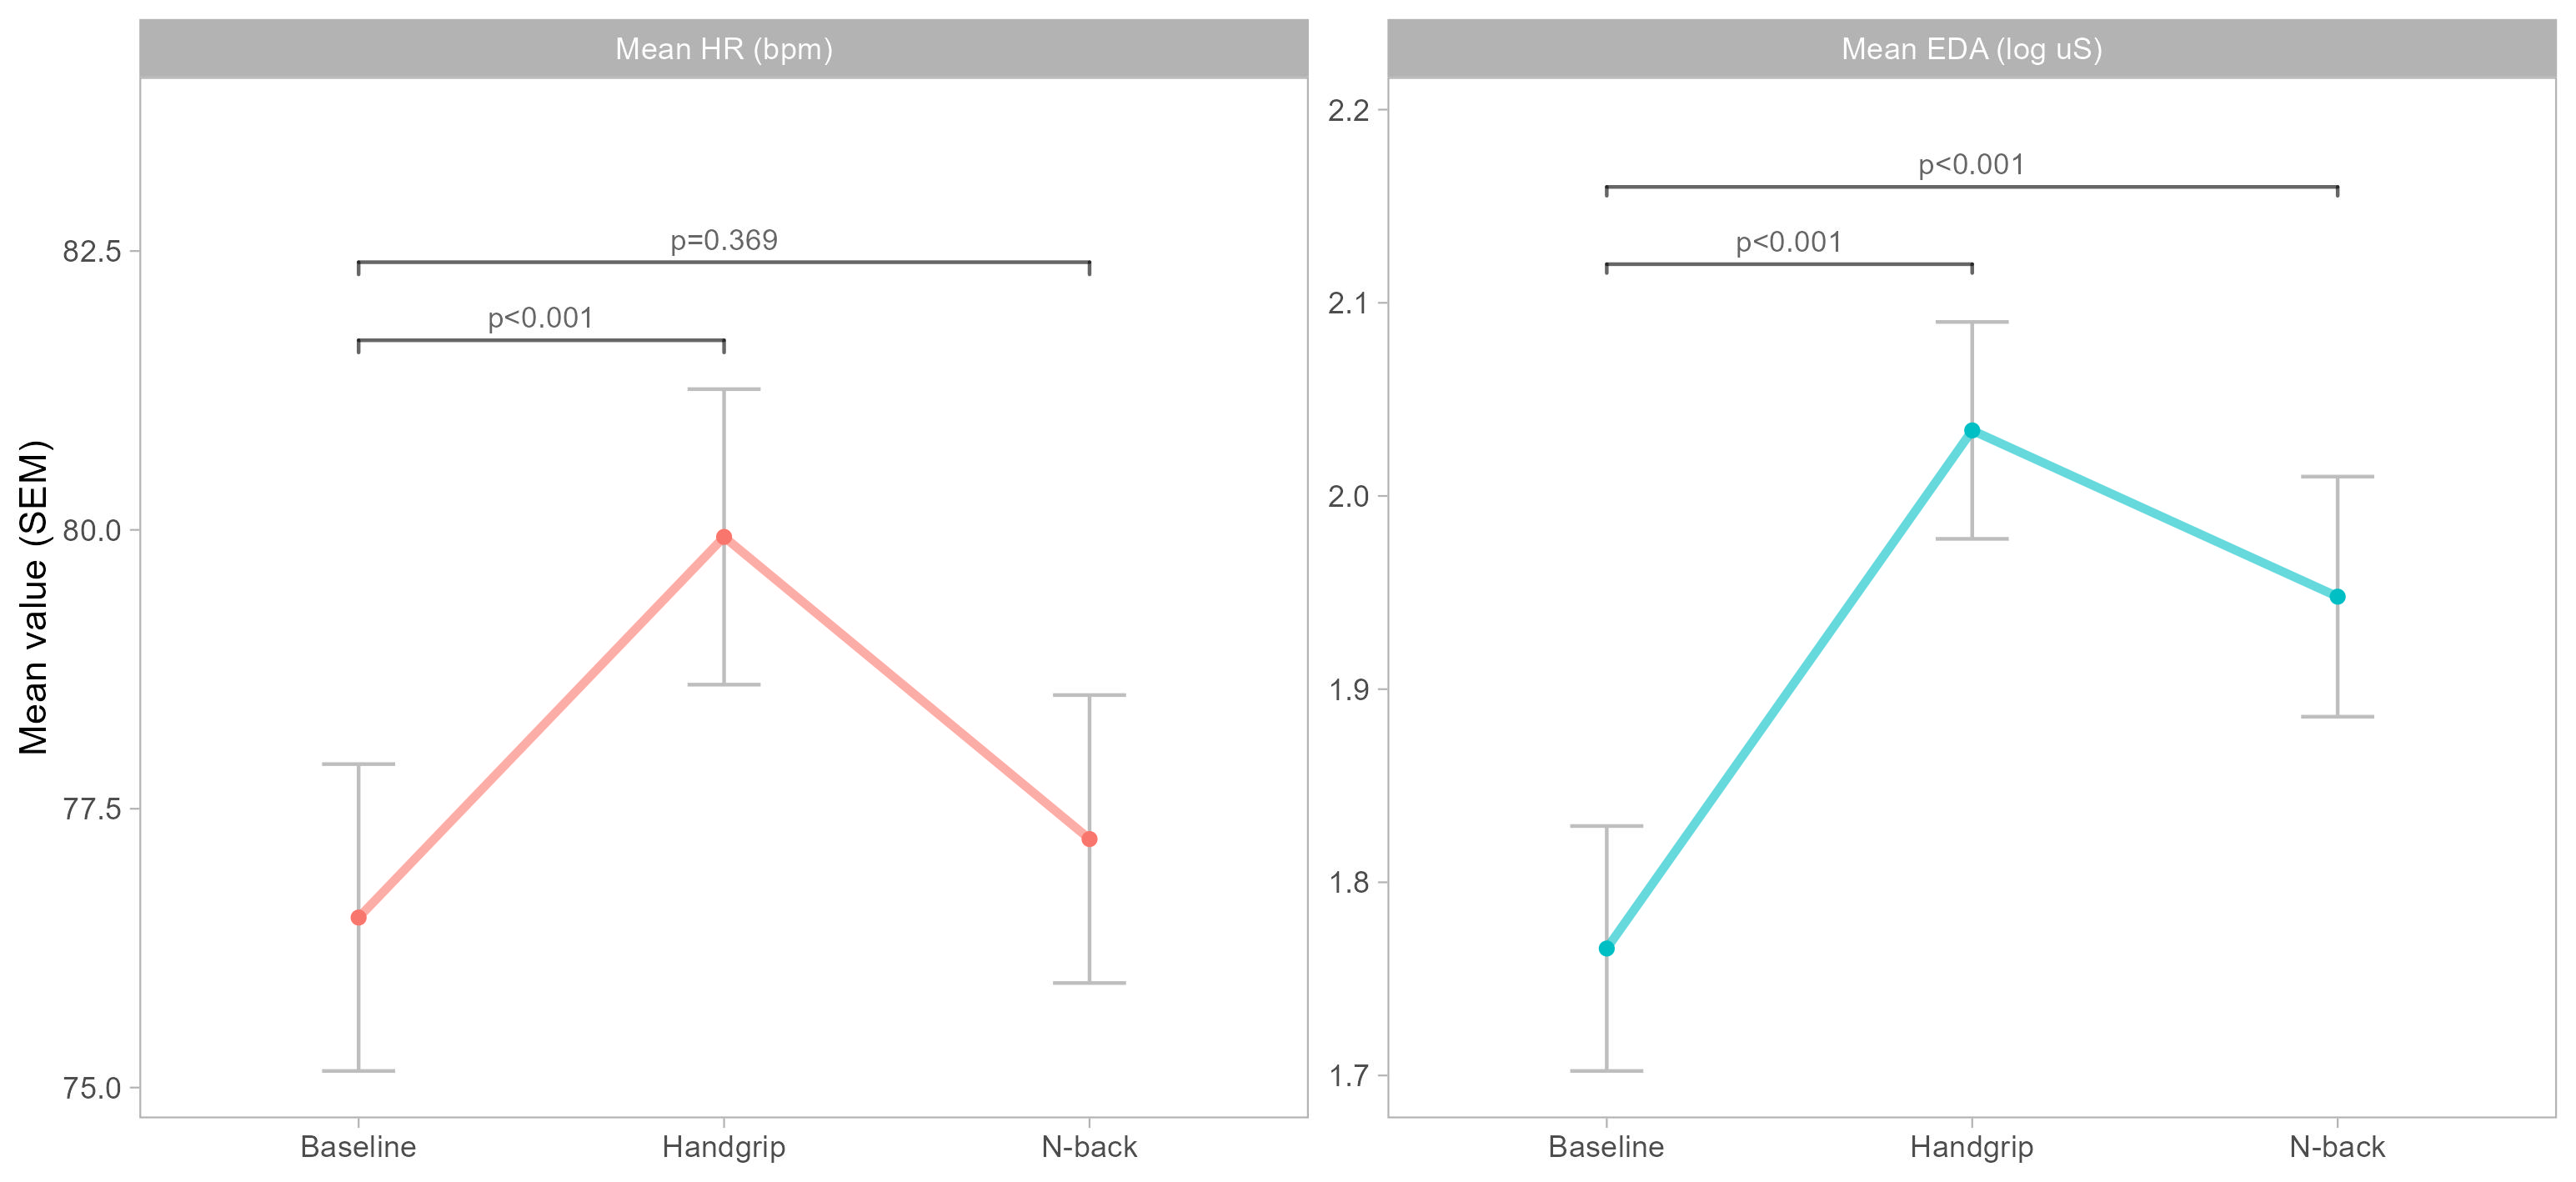 Mean HR (bpm)
Mean EDA (log uS)
Mean value (SEM)
82.5
80.0
77.5
75.0
p=0.369
p<0.001
Baseline
Handgrip
N-back
2.2
2.1
2.0
1.9
1.8
1.7
p<0.001
p<0.001
Baseline
Handgrip
N-back